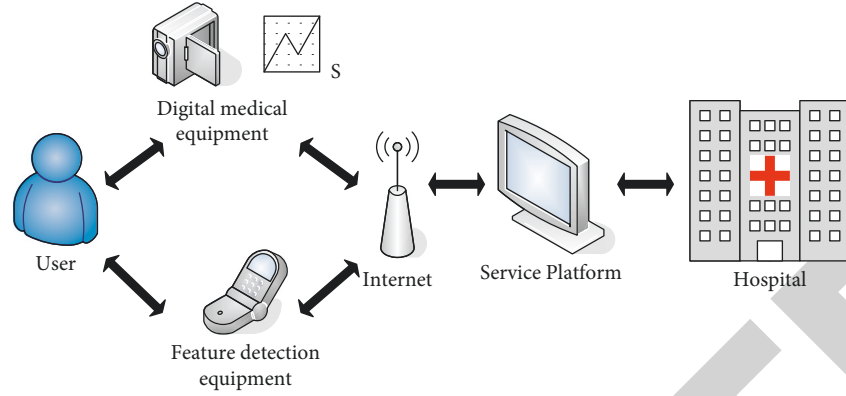 S
Digital medical
equipment
User
Internet
Service Platform
Hospital
Feature detection
equipment